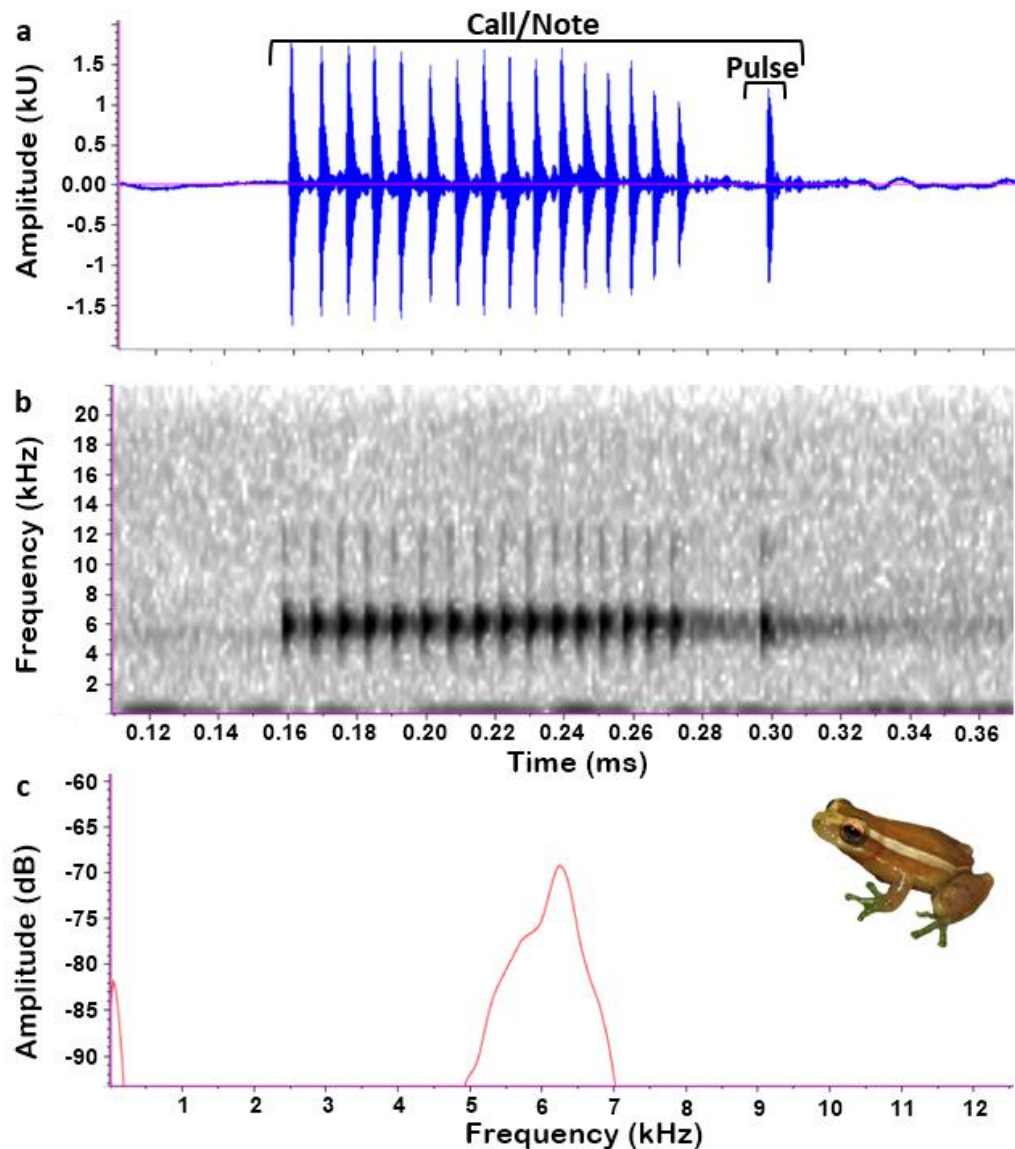 a
Call/Note
Pulse
Amplitude (kU)
1.5
1
0.5
0.00
-0.5
-1
-1.5
b
Frequency (kHz)
20
18
16
14
12
10
8
6
4
2
0.12 0.14 0.16 0.18 0.20 0.22 0.24 0.26 0.28 0.30 0.32 0.34 0.36
Time (ms)
c
Amplitude (dB)
-60
-65
-70
-75
-80
-85
-90
1 2 3 4 5 6 7 8 9 10 11 12
Frequency (kHz)